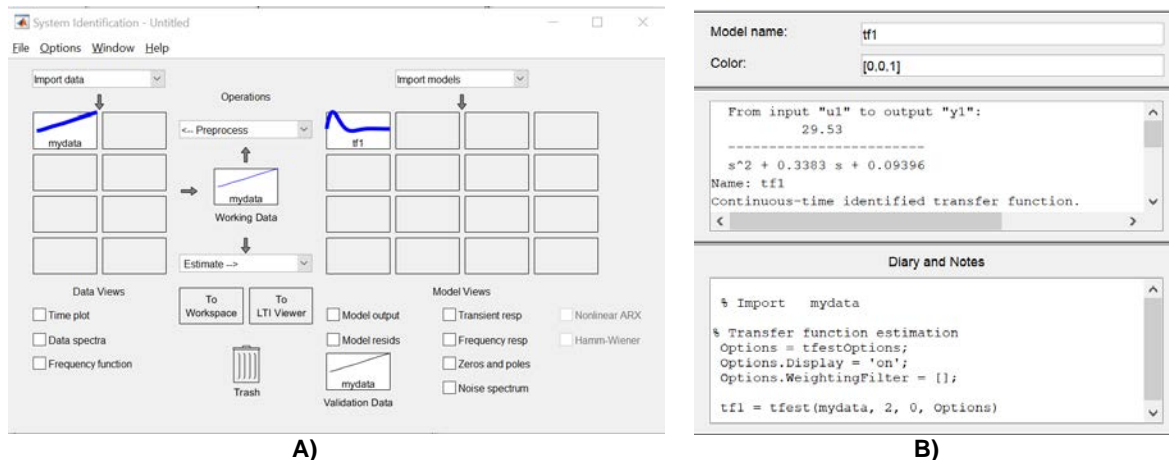 System Identification - Untitled
File Options Window Help
Import data
Import models
Operations
<-- Preprocess
mydata
tf1
mydata
Working Data
Estimate -->
Data Views
To Workspace
To LTI Viewer
Model Views
Time plot
Data spectra
Frequency function
Model output
Model resids
Transient resp
Frequency resp
Zeros and poles
Noise spectrum
Nonlinear ARX
Hamm-Wiener
Trash
mydata
Validation Data
A)
Model name: tf1
Color: [0,0,1]
From input "u1" to output "y1":
29.53
------------------------
s^2 + 0.3383 s + 0.09396
Name: tf1
Continuous-time identified transfer function.
Diary and Notes
% Import   mydata
% Transfer function estimation
Options = tfestOptions;
Options.Display = 'on';
Options.WeightingFilter = [];
tf1 = tfest(mydata, 2, 0, Options)
B)